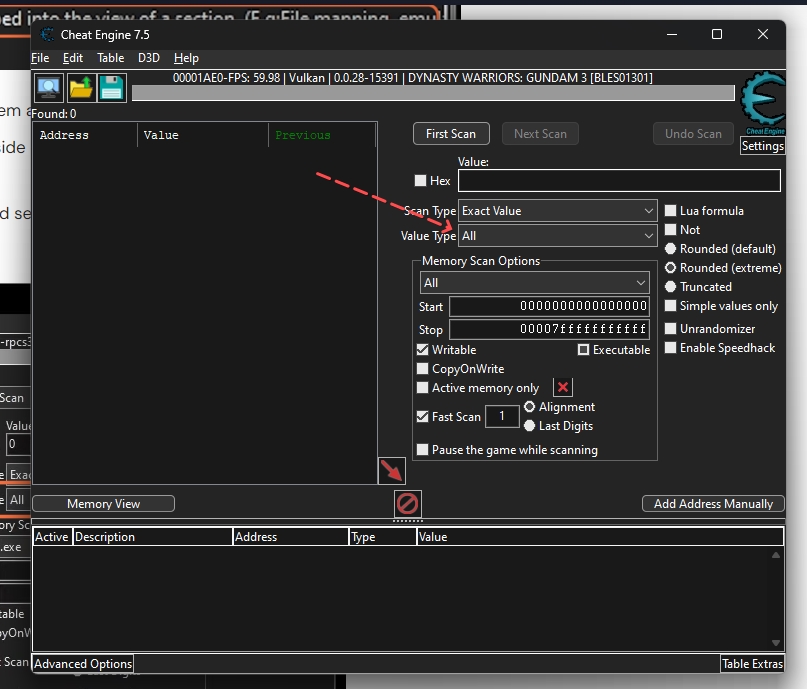 ped into the view of a section. (E.g:File mapping, emu
Cheat Engine 7.5
File Edit Table D3D Help
00001AE0-FPS: 59.98 | Vulkan | 0.0.28-15391 | DYNASTY WARRIORS: GUNDAM 3 [BLES01301]
Found: 0
Cheat Engine
Settings
Address Value Previous
First Scan Next Scan Undo Scan
Value:
Hex
Scan Type Exact Value
Value Type All
Lua formula
Not
Rounded (default)
Rounded (extreme)
Truncated
Simple values only
Unrandomizer
Enable Speedhack
Memory Scan Options
All
Start 0000000000000000
Stop 00007fffffffffff
Writable Executable
CopyOnWrite
Active memory only
Fast Scan 1 Alignment
Last Digits
Pause the game while scanning
Memory View Add Address Manually
Active Description Address Type Value
Advanced Options Table Extras
em a
side
d se
-rpcs3
Scan
Value
0
e Exac
e All
ory Sc
.exe
table
pyOnW
t Scan